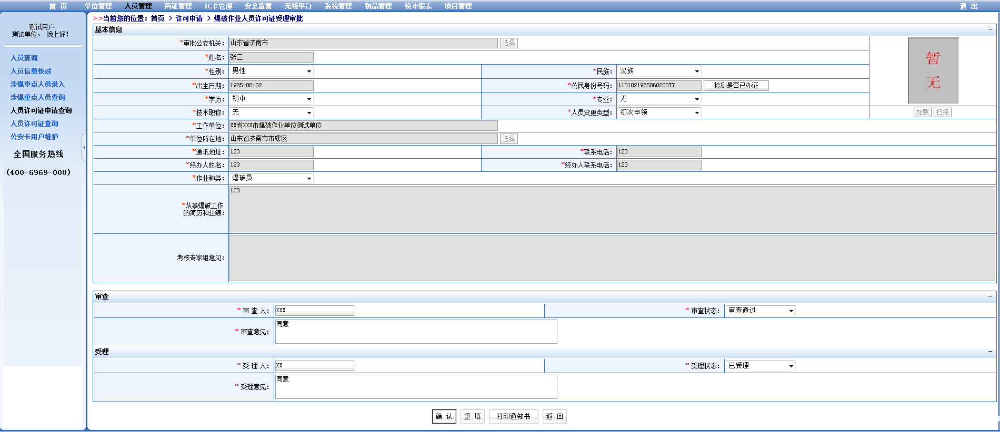 首 页 单位管理 人员管理 两证管理 IC卡管理 安全监管 无线平台 系统管理 物品管理 统计报表 项目管理 退 出
测试用户
测试单位， 晚上好！
人员查询
人员信息核对
涉爆重点人员录入
涉爆重点人员查询
人员许可证申请查询
人员许可证查询
公安卡用户维护
全国服务热线
(400-6969-000)
>>当前您的位置：首页 > 许可申请 > 爆破作业人员许可证受理审批
基本信息
*审批公安机关： 山东省济南市 选择
*姓名： 张三
*性别： 男性 *民族： 汉族
*出生日期： 1985-06-02 *公民身份号码： 110102198506020077 检测是否已办证
*学历： 初中 *专业： 无
*技术职称： 无 *人员变更类型： 初次申领
暂
无
加载 扫描
*工作单位： XX省XXX市爆破作业单位测试单位
*单位所在地： 山东省济南市市辖区 选择
*通讯地址： 123 *联系电话： 123
*经办人姓名： 123 *经办人联系电话： 123
*作业种类： 爆破员
*从事爆破工作
的简历和业绩： 123
考核专家组意见：
审查
* 审 查 人： XXX * 审查状态： 审查通过
* 审查意见： 同意
受理
* 受 理 人： XX * 受理状态： 已受理
* 受理意见： 同意
确 认 重 填 打印通知书 返 回